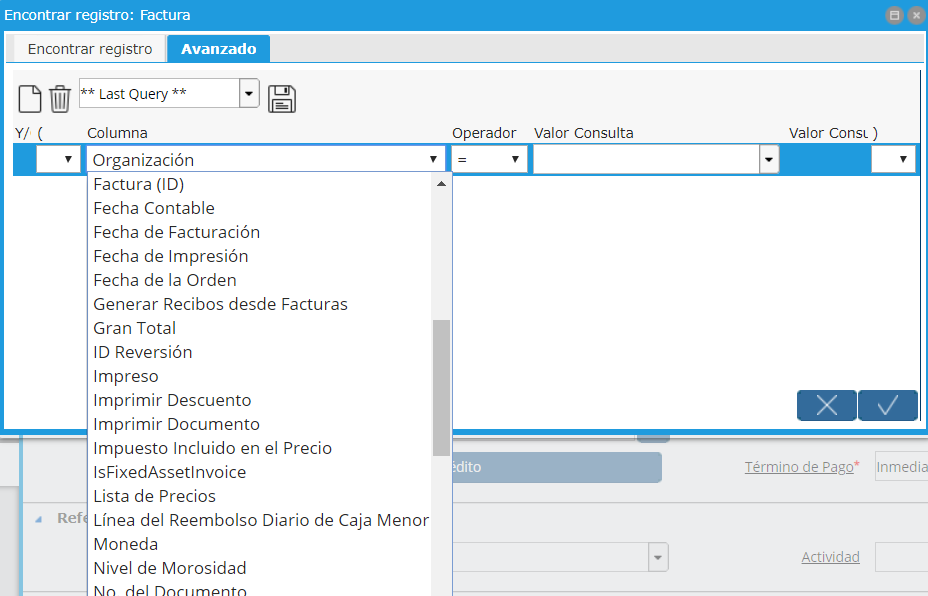 Encontrar registro: Factura
Encontrar registro Avanzado
** Last Query **
Y/ ( Columna Operador Valor Consulta Valor Consu )
Organización =
Factura (ID)
Fecha Contable
Fecha de Facturación
Fecha de Impresión
Fecha de la Orden
Generar Recibos desde Facturas
Gran Total
ID Reversión
Impreso
Imprimir Descuento
Imprimir Documento
Impuesto Incluido en el Precio
édito Término de Pago* Inmedia
IsFixedAssetInvoice
Lista de Precios
Refe Línea del Reembolso Diario de Caja Menor
Moneda
Actividad
Nivel de Morosidad
No. del Documento